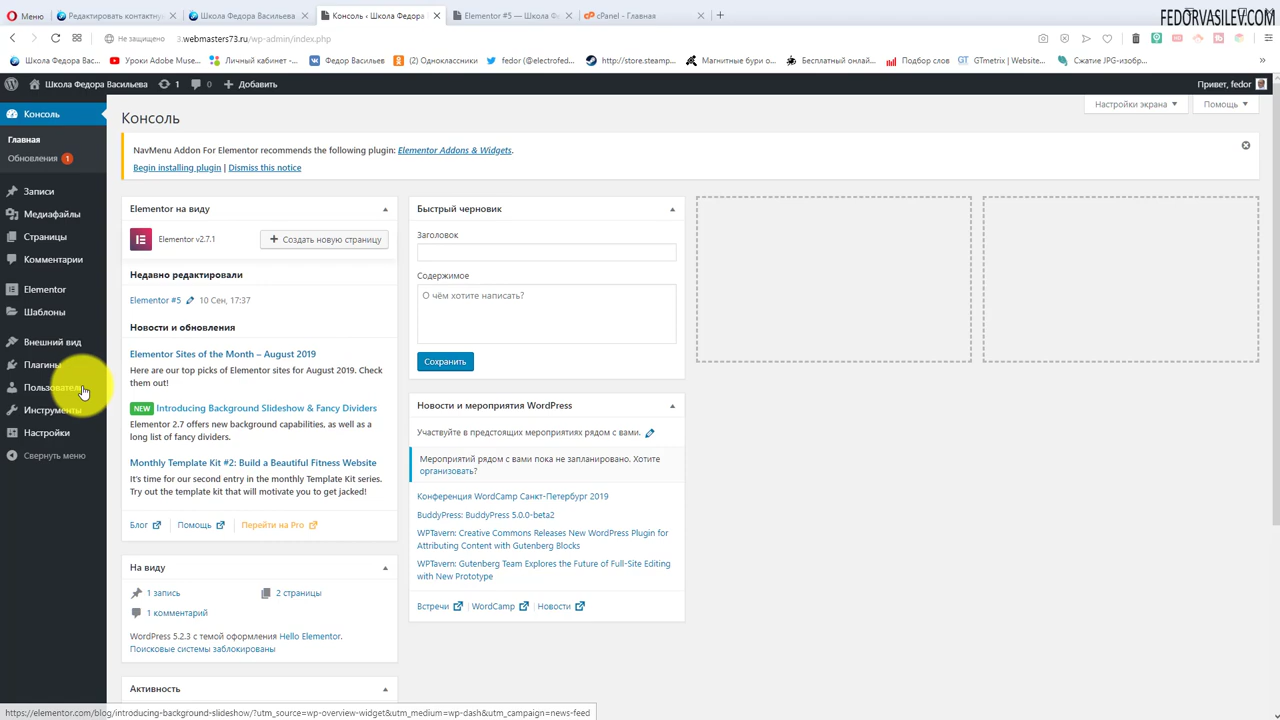 Меню
Редактировать контактну
Школа Федора Васильева
Консоль ‹ Школа Федора
Elementor #5 — Школа Ф
cPanel - Главная
FEDORVASILEV.COM
Не защищено
3.webmasters73.ru/wp-admin/index.php
Школа Федора Вас...
Уроки Adobe Muse...
Личный кабинет -...
Федор Васильев
(2) Одноклассники
fedor (@electrofed...
http://store.steamp...
Магнитные бури о...
Бесплатный онлай...
Подбор слов
GTmetrix | Website...
Сжатие JPG-изобр...
Школа Федора Васильева
1
0
Добавить
Привет, fedor
Консоль
Главная
Обновления 1
Записи
Медиафайлы
Страницы
Комментарии
Elementor
Шаблоны
Внешний вид
Плагины
Пользователи
Инструменты
Настройки
Свернуть меню
Настройки экрана
Помощь
Консоль
NavMenu Addon For Elementor recommends the following plugin: Elementor Addons & Widgets.
Begin installing plugin | Dismiss this notice
Elementor на виду
Elementor v2.7.1
Создать новую страницу
Недавно редактировали
Elementor #5 10 Сен, 17:37
Новости и обновления
Elementor Sites of the Month – August 2019
Here are our top picks of Elementor sites for August 2019. Check
them out!
NEW Introducing Background Slideshow & Fancy Dividers
Elementor 2.7 offers new background capabilities, as well as a
long list of fancy dividers.
Monthly Template Kit #2: Build a Beautiful Fitness Website
It's time for our second entry in the monthly Template Kit series.
Try out the template kit that will motivate you to get jacked!
Блог
Помощь
Перейти на Pro
На виду
1 запись
2 страницы
1 комментарий
WordPress 5.2.3 с темой оформления Hello Elementor.
Поисковые системы заблокированы
Активность
Быстрый черновик
Заголовок
Содержимое
О чём хотите написать?
Сохранить
Новости и мероприятия WordPress
Участвуйте в предстоящих мероприятиях рядом с вами.
Мероприятий рядом с вами пока не запланировано. Хотите
организовать?
Конференция WordCamp Санкт-Петербург 2019
BuddyPress: BuddyPress 5.0.0-beta2
WPTavern: Creative Commons Releases New WordPress Plugin for
Attributing Content with Gutenberg Blocks
WPTavern: Gutenberg Team Explores the Future of Full-Site Editing
with New Prototype
Встречи
WordCamp
Новости
https://elementor.com/blog/introducing-background-slideshow/?utm_source=wp-overview-widget&utm_medium=wp-dash&utm_campaign=news-feed